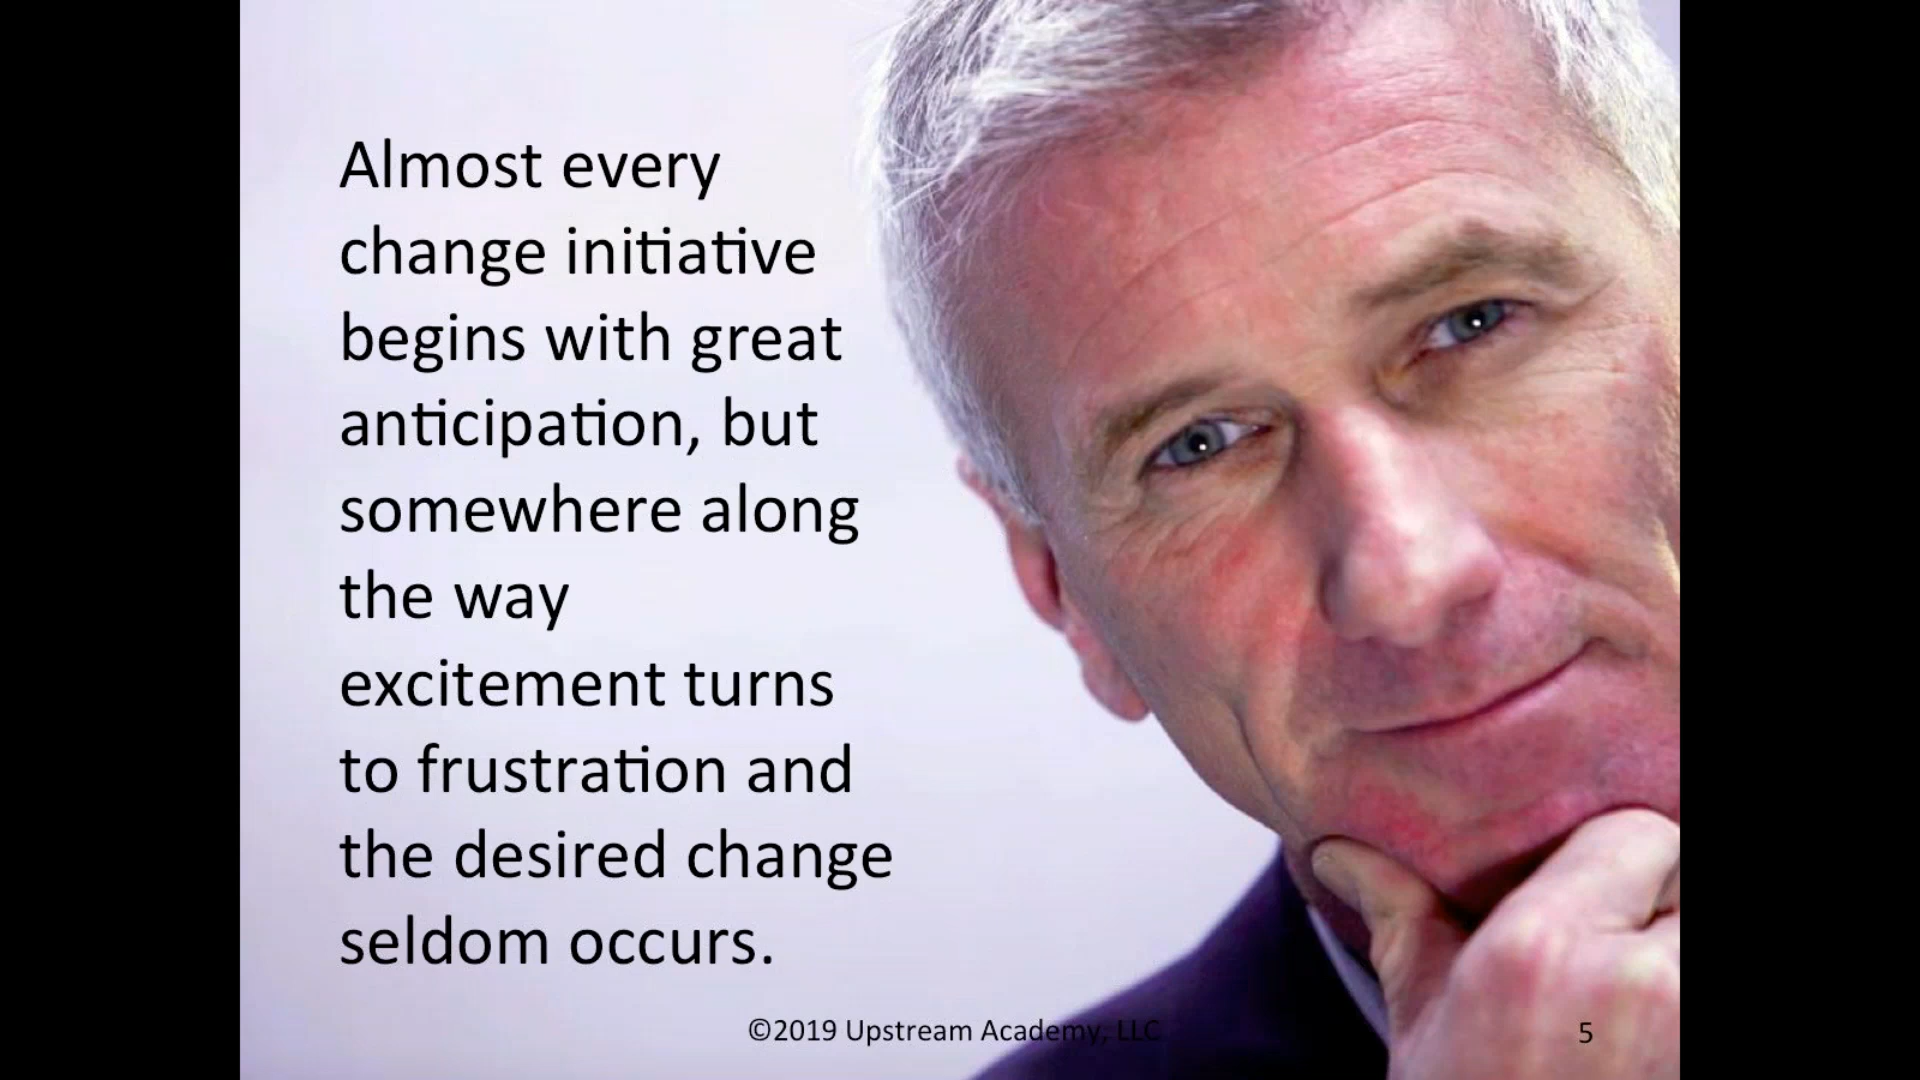 Almost every
change initiative
begins with great
anticipation, but
somewhere along
the way
excitement turns
to frustration and
the desired change
seldom occurs.
©2019 Upstream Academy, LLC
5